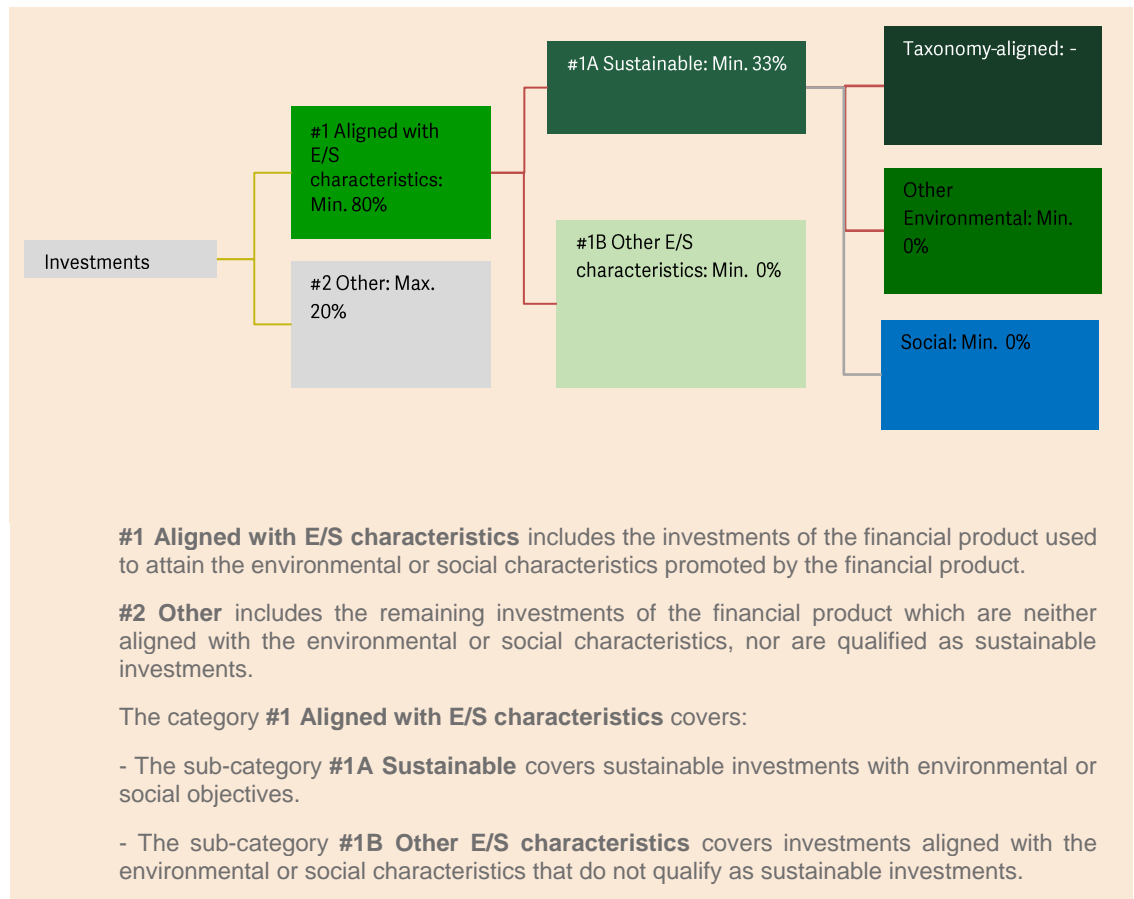 Investments
#1 Aligned with
E/S
characteristics:
Min. 80%
#2 Other: Max.
20%
#1A Sustainable: Min. 33%
#1B Other E/S
characteristics: Min. 0%
Taxonomy-aligned: -
Other
Environmental: Min.
0%
Social: Min. 0%
#1 Aligned with E/S characteristics includes the investments of the financial product used
to attain the environmental or social characteristics promoted by the financial product.
#2 Other includes the remaining investments of the financial product which are neither
aligned with the environmental or social characteristics, nor are qualified as sustainable
investments.
The category #1 Aligned with E/S characteristics covers:
- The sub-category #1A Sustainable covers sustainable investments with environmental or
social objectives.
- The sub-category #1B Other E/S characteristics covers investments aligned with the
environmental or social characteristics that do not qualify as sustainable investments.